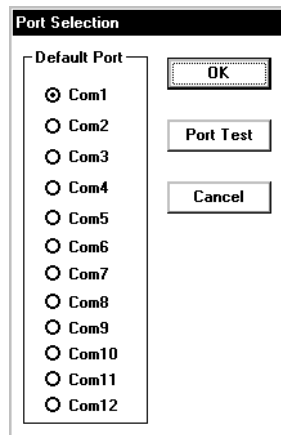 Port Selection
Default Port
Com1
Com2
Com3
Com4
Com5
Com6
Com7
Com8
Com9
Com10
Com11
Com12
OK
Port Test
Cancel